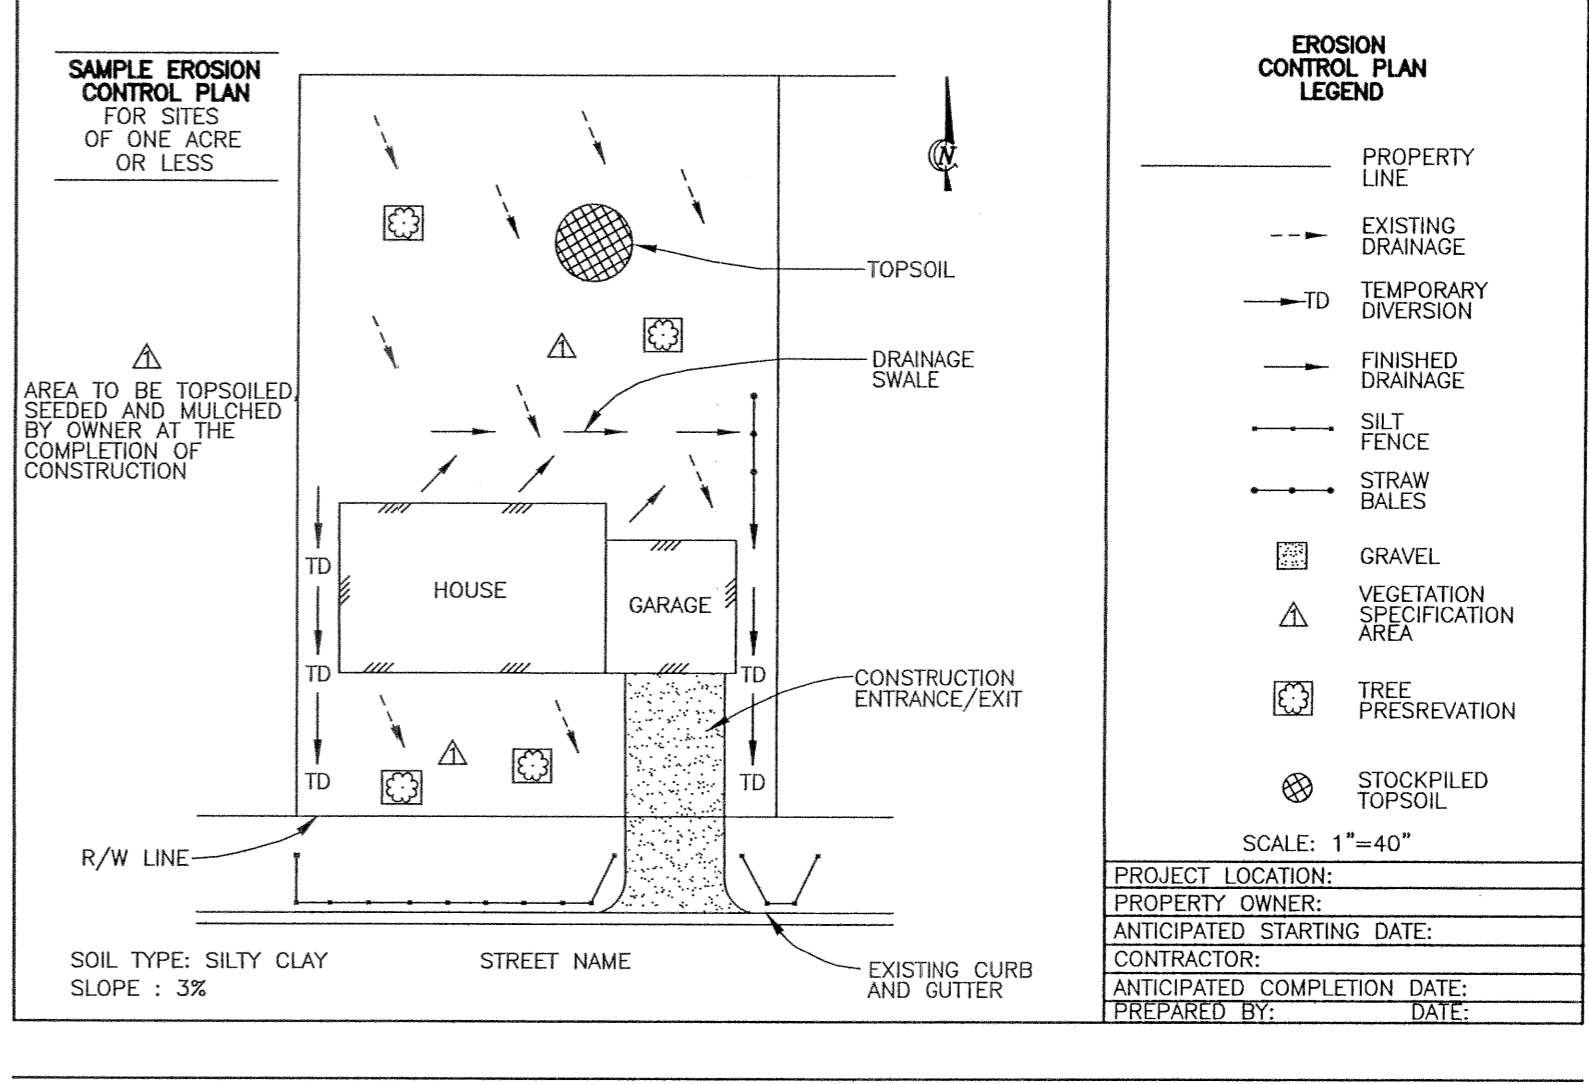 SAMPLE EROSION
CONTROL PLAN
FOR SITES
OF ONE ACRE
OR LESS
N
TOPSOIL
DRAINAGE
SWALE
1
AREA TO BE TOPSOILED,
SEEDED AND MULCHED
BY OWNER AT THE
COMPLETION OF
CONSTRUCTION
1
TD
HOUSE
GARAGE
TD
TD
CONSTRUCTION
ENTRANCE/EXIT
1
TD
TD
R/W LINE
SOIL TYPE: SILTY CLAY
SLOPE : 3%
STREET NAME
EXISTING CURB
AND GUTTER
EROSION
CONTROL PLAN
LEGEND
PROPERTY
LINE
EXISTING
DRAINAGE
TD
TEMPORARY
DIVERSION
FINISHED
DRAINAGE
SILT
FENCE
STRAW
BALES
GRAVEL
1
VEGETATION
SPECIFICATION
AREA
TREE
PRESREVATION
STOCKPILED
TOPSOIL
SCALE: 1"=40"
PROJECT LOCATION:
PROPERTY OWNER:
ANTICIPATED STARTING DATE:
CONTRACTOR:
ANTICIPATED COMPLETION DATE:
PREPARED BY: DATE: